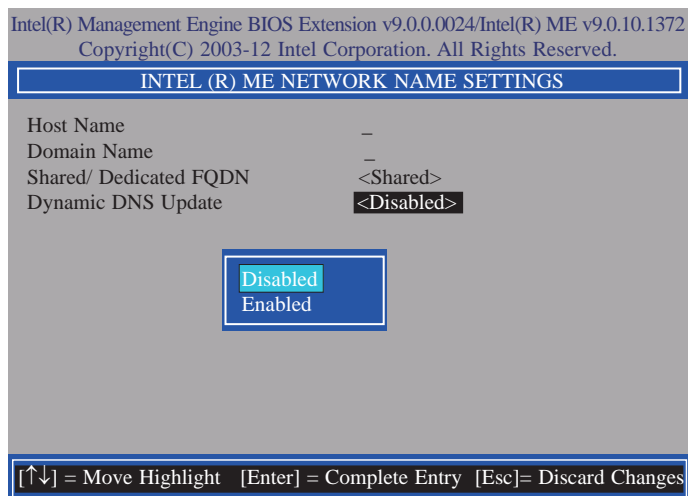 Intel(R) Management Engine BIOS Extension v9.0.0.0024/Intel(R) ME v9.0.10.1372
Copyright(C) 2003-12 Intel Corporation. All Rights Reserved.
INTEL (R) ME NETWORK NAME SETTINGS
Host Name _
Domain Name _
Shared/ Dedicated FQDN <Shared>
Dynamic DNS Update <Disabled>
Disabled
Enabled
[↑↓] = Move Highlight [Enter] = Complete Entry [Esc]= Discard Changes